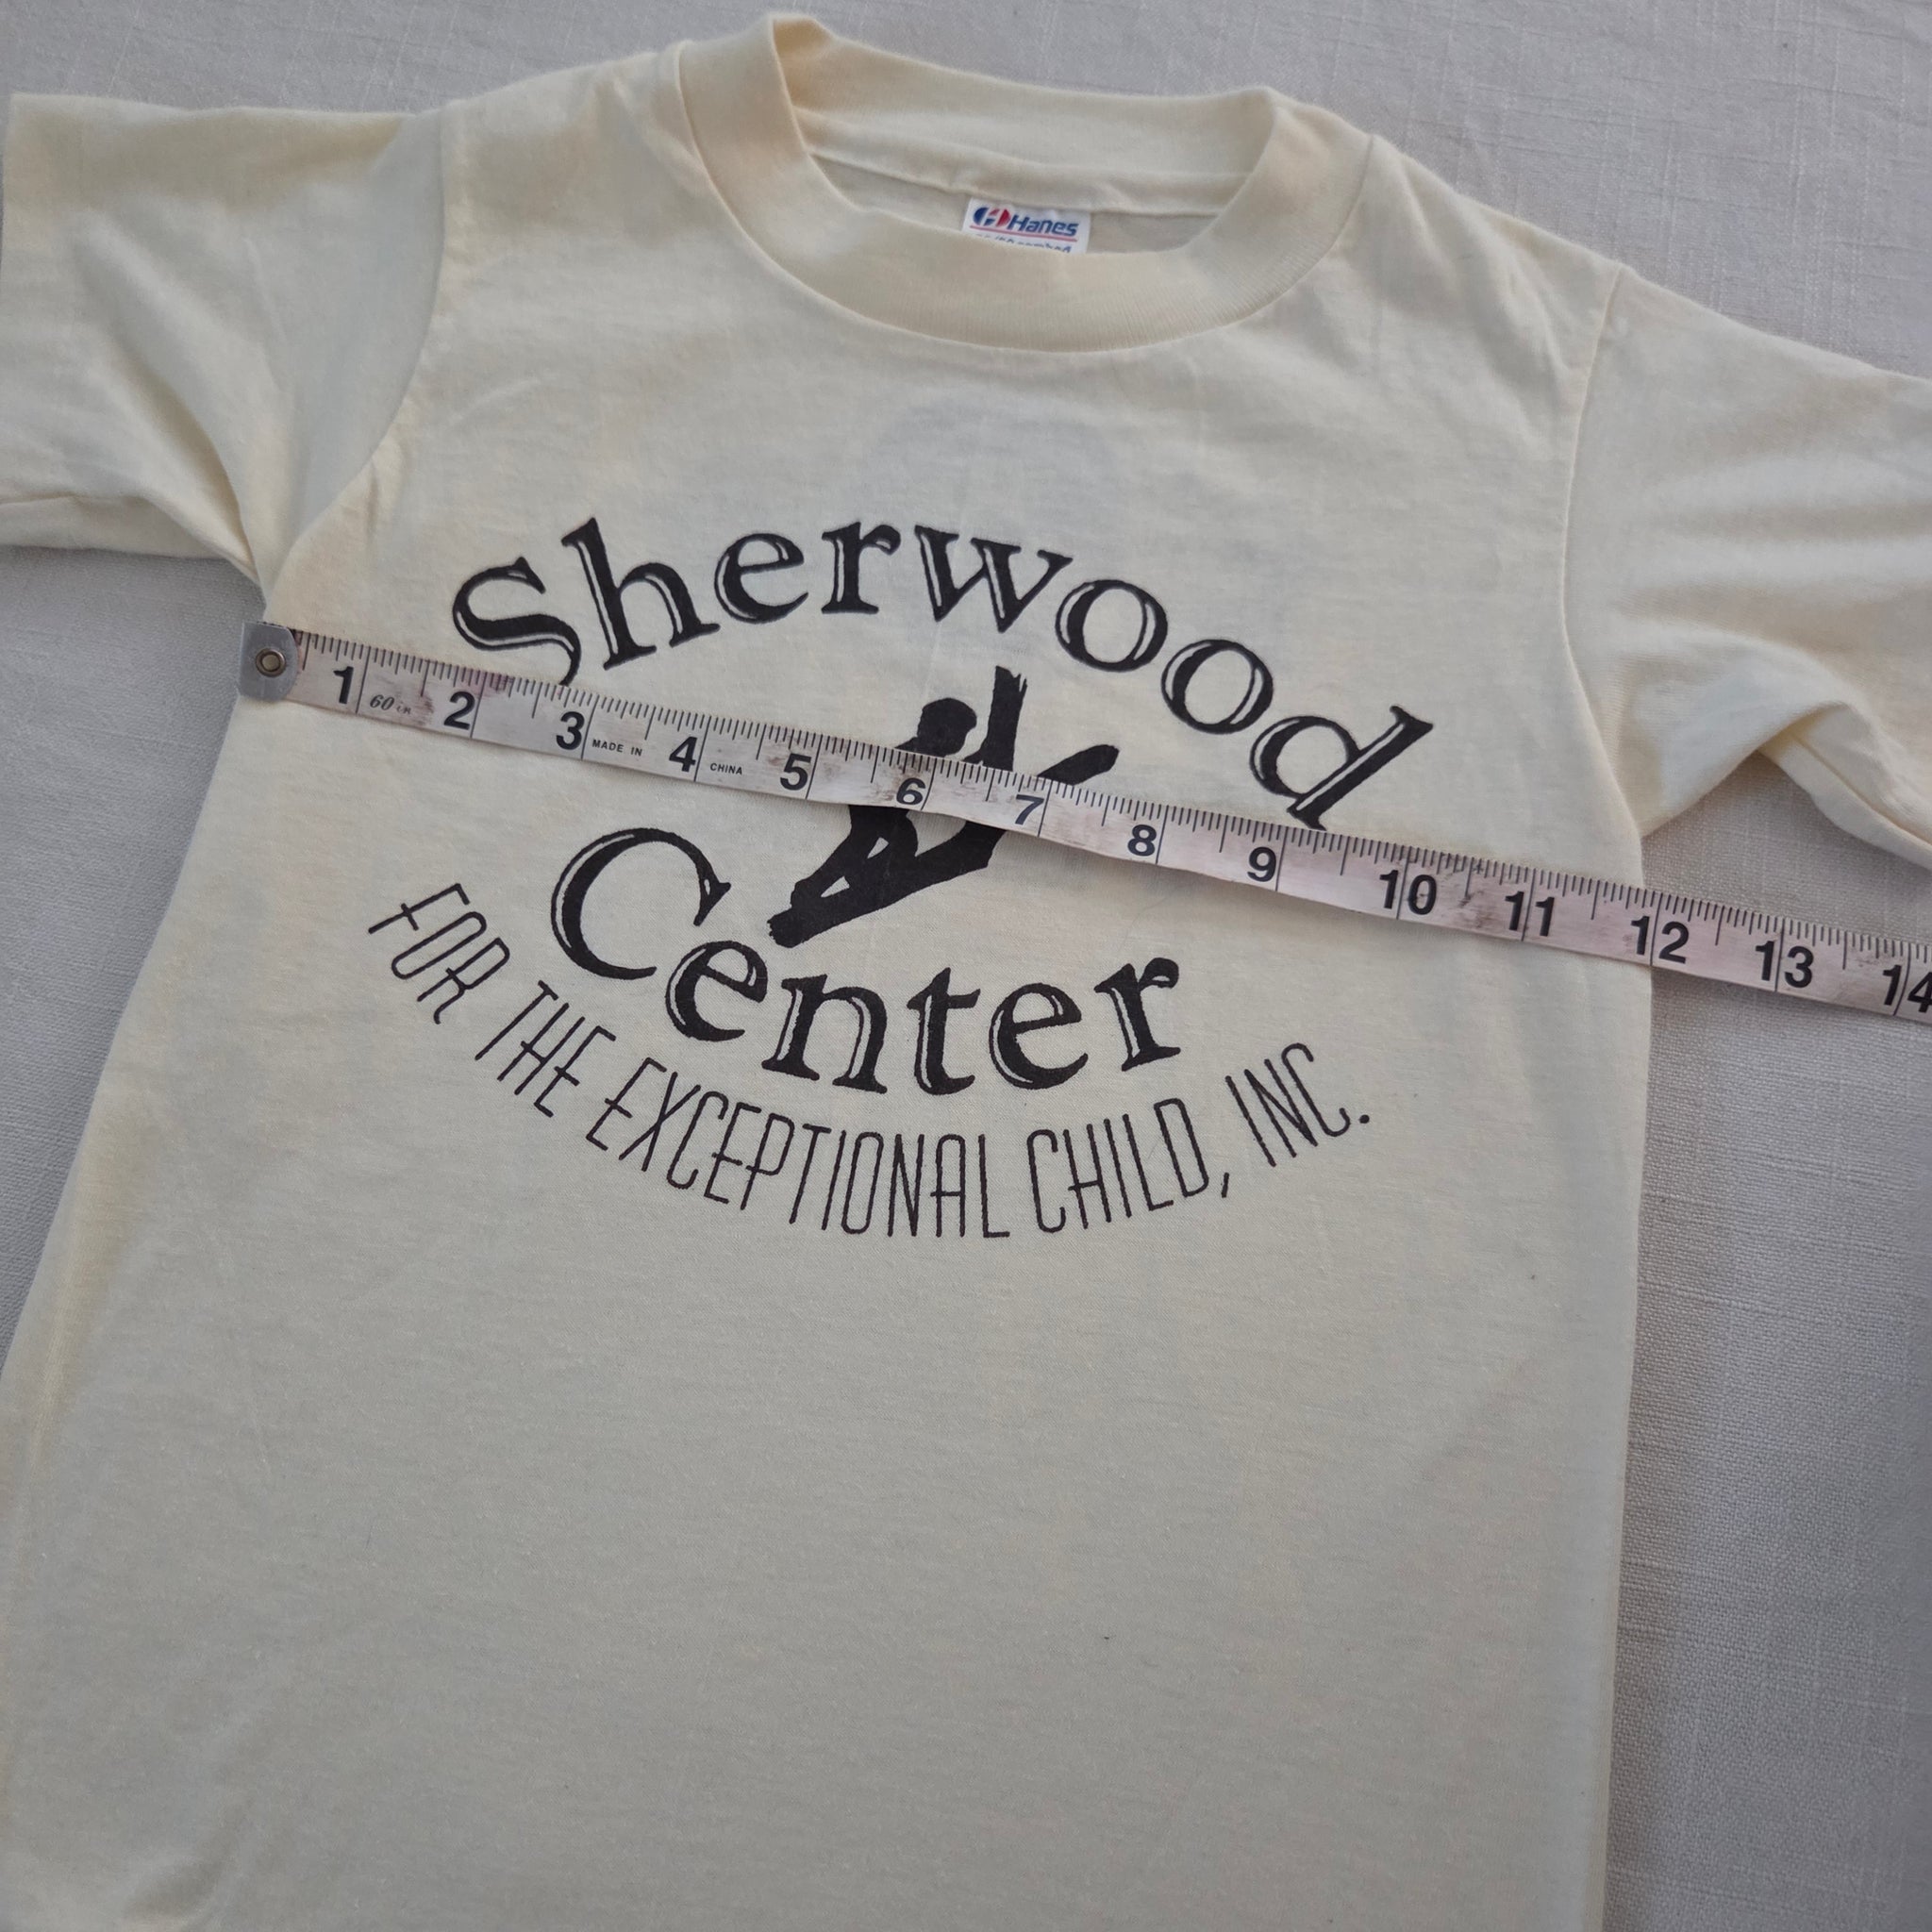 Hanes
Sherwood
1 60 in. 2 3 MADE IN 4 CHINA 5 6 7 8 9 10 11 12 13 14
Center
FOR THE EXCEPTIONAL CHILD, INC.